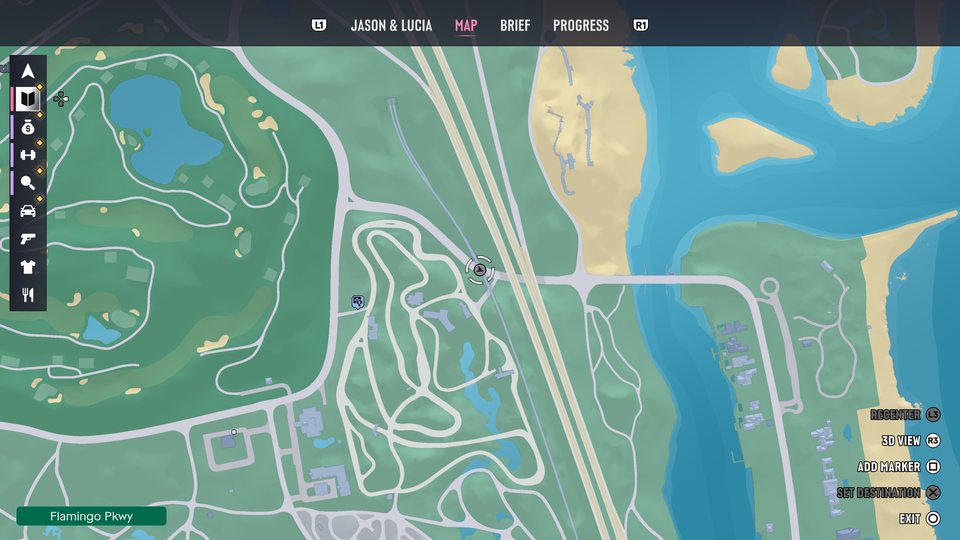 L1 JASON & LUCIA MAP BRIEF PROGRESS R1
RECENTER L3
3D VIEW R3
ADD MARKER
SET DESTINATION
EXIT
Flamingo Pkwy